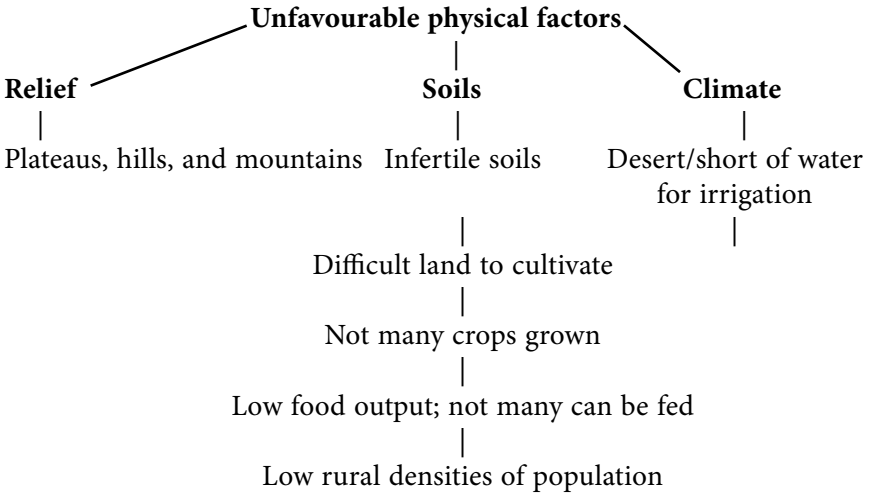 Unfavourable physical factors
Relief Soils Climate
Plateaus, hills, and mountains Infertile soils Desert/short of water
for irrigation
Difficult land to cultivate
Not many crops grown
Low food output; not many can be fed
Low rural densities of population